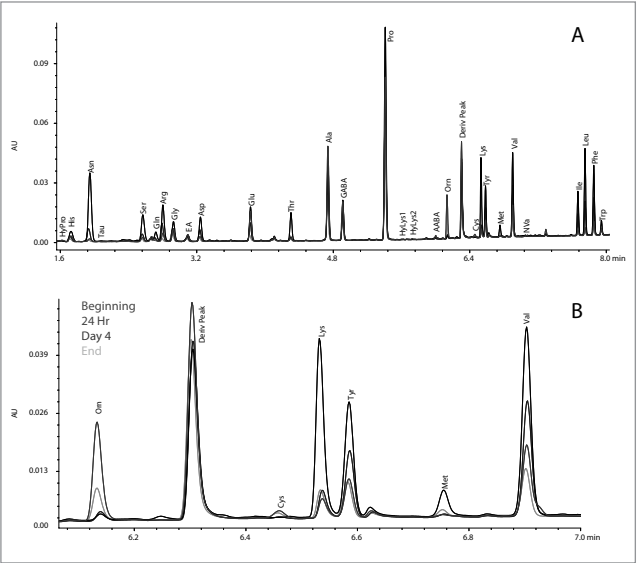 A
AU
0.09
0.06
0.03
0.00
HyPro
His
Asn
Tau
Ser
Gln
Arg
Gly
EA
Asp
Glu
Thr
Ala
GABA
Pro
HyLys1
HyLys2
AABA
Orn
Deriv Peak
Cys
Lys
Tyr
Met
Val
NVa
Ile
Leu
Phe
Trp
1.6 3.2 4.8 6.4 8.0 min
B
Beginning
24 Hr
Day 4
End
AU
0.039
0.026
0.013
0.00
Orn
Deriv Peak
Cys
Lys
Tyr
Met
Val
6.2 6.4 6.6 6.8 7.0 min